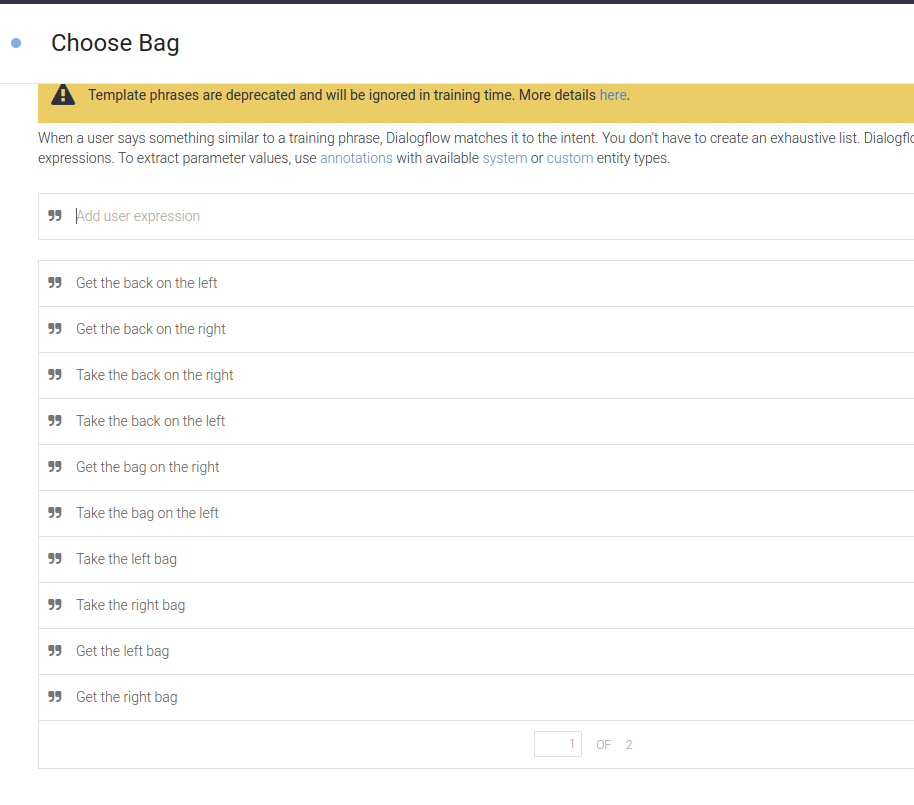 Choose Bag
Template phrases are deprecated and will be ignored in training time. More details here.
When a user says something similar to a training phrase, Dialogflow matches it to the intent. You don't have to create an exhaustive list. Dialogflo
expressions. To extract parameter values, use annotations with available system or custom entity types.
Add user expression
Get the back on the left
Get the back on the right
Take the back on the right
Take the back on the left
Get the bag on the right
Take the bag on the left
Take the left bag
Take the right bag
Get the left bag
Get the right bag
1 OF 2